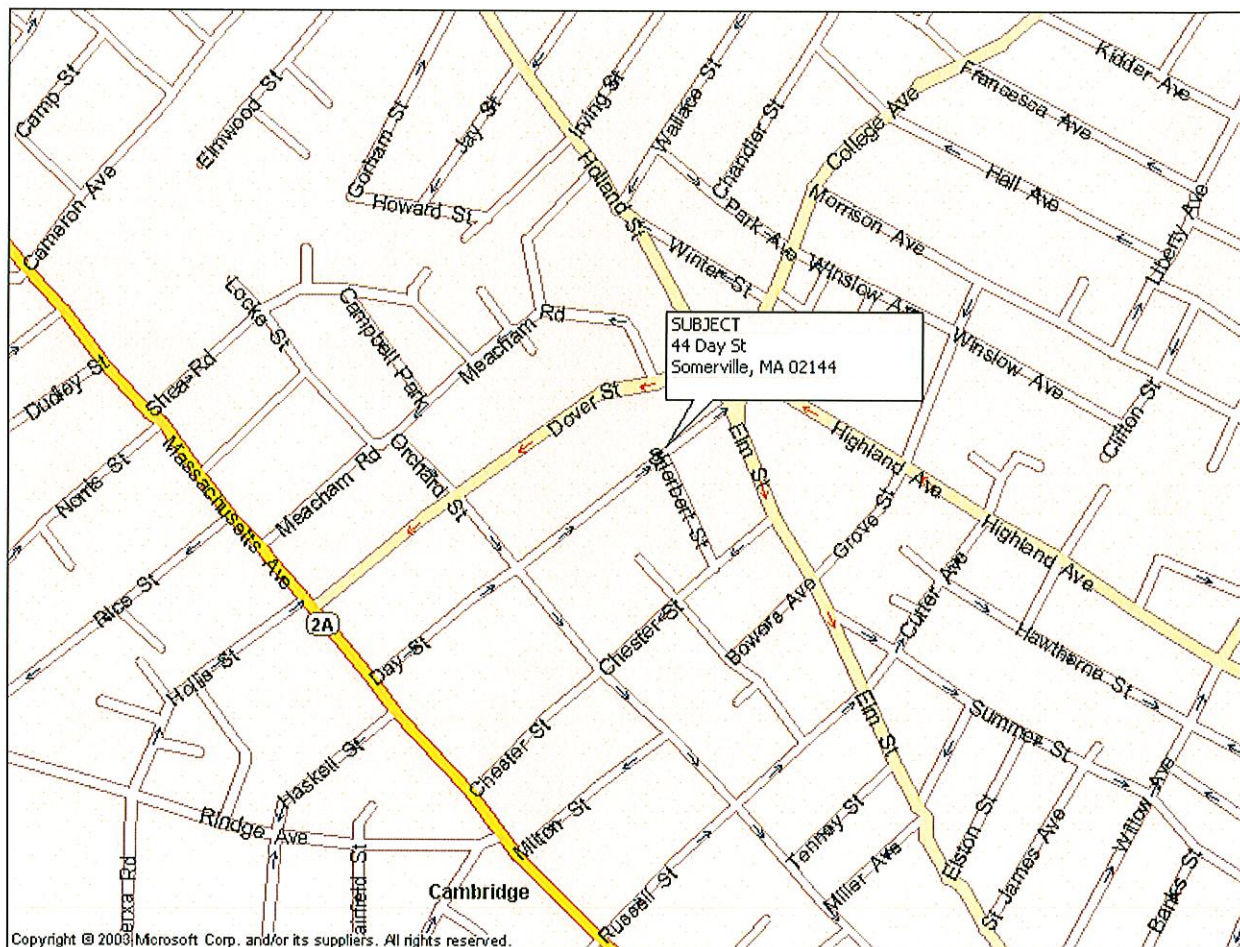 Camp St
Elmwood St
Cameron Ave
Gorham St
Jay St
Irving St
Wallace St
Howard St
Holland St
Chandler St
College Ave
Kidder Ave
Francesca Ave
Hall Ave
Liberty Ave
Morrison Ave
Park Ave
Winslow Ave
Winter St
Winslow Ave
Clifton St
Locke St
Campbell Park
Shea Rd
Meacham Rd
Dudley St
Norris St
Massachusetts Ave
Meacham Rd
Orchard St
Dover St
SUBJECT
44 Day St
Somerville, MA 02144
Herbert St
Elm St
Highland Ave
Highland Ave
Grove St
Rice St
2A
Hollis St
Day St
Chester St
Bowers Ave
Cutter Ave
Hawthorne St
Summer St
Elm St
Haskell St
Chester St
Rindge Ave
Milton St
Tenney St
Miller Ave
Elston St
St James Ave
Willow Ave
Banks St
Russell St
Cambridge
Copyright © 2003 Microsoft Corp. and/or its suppliers. All rights reserved.